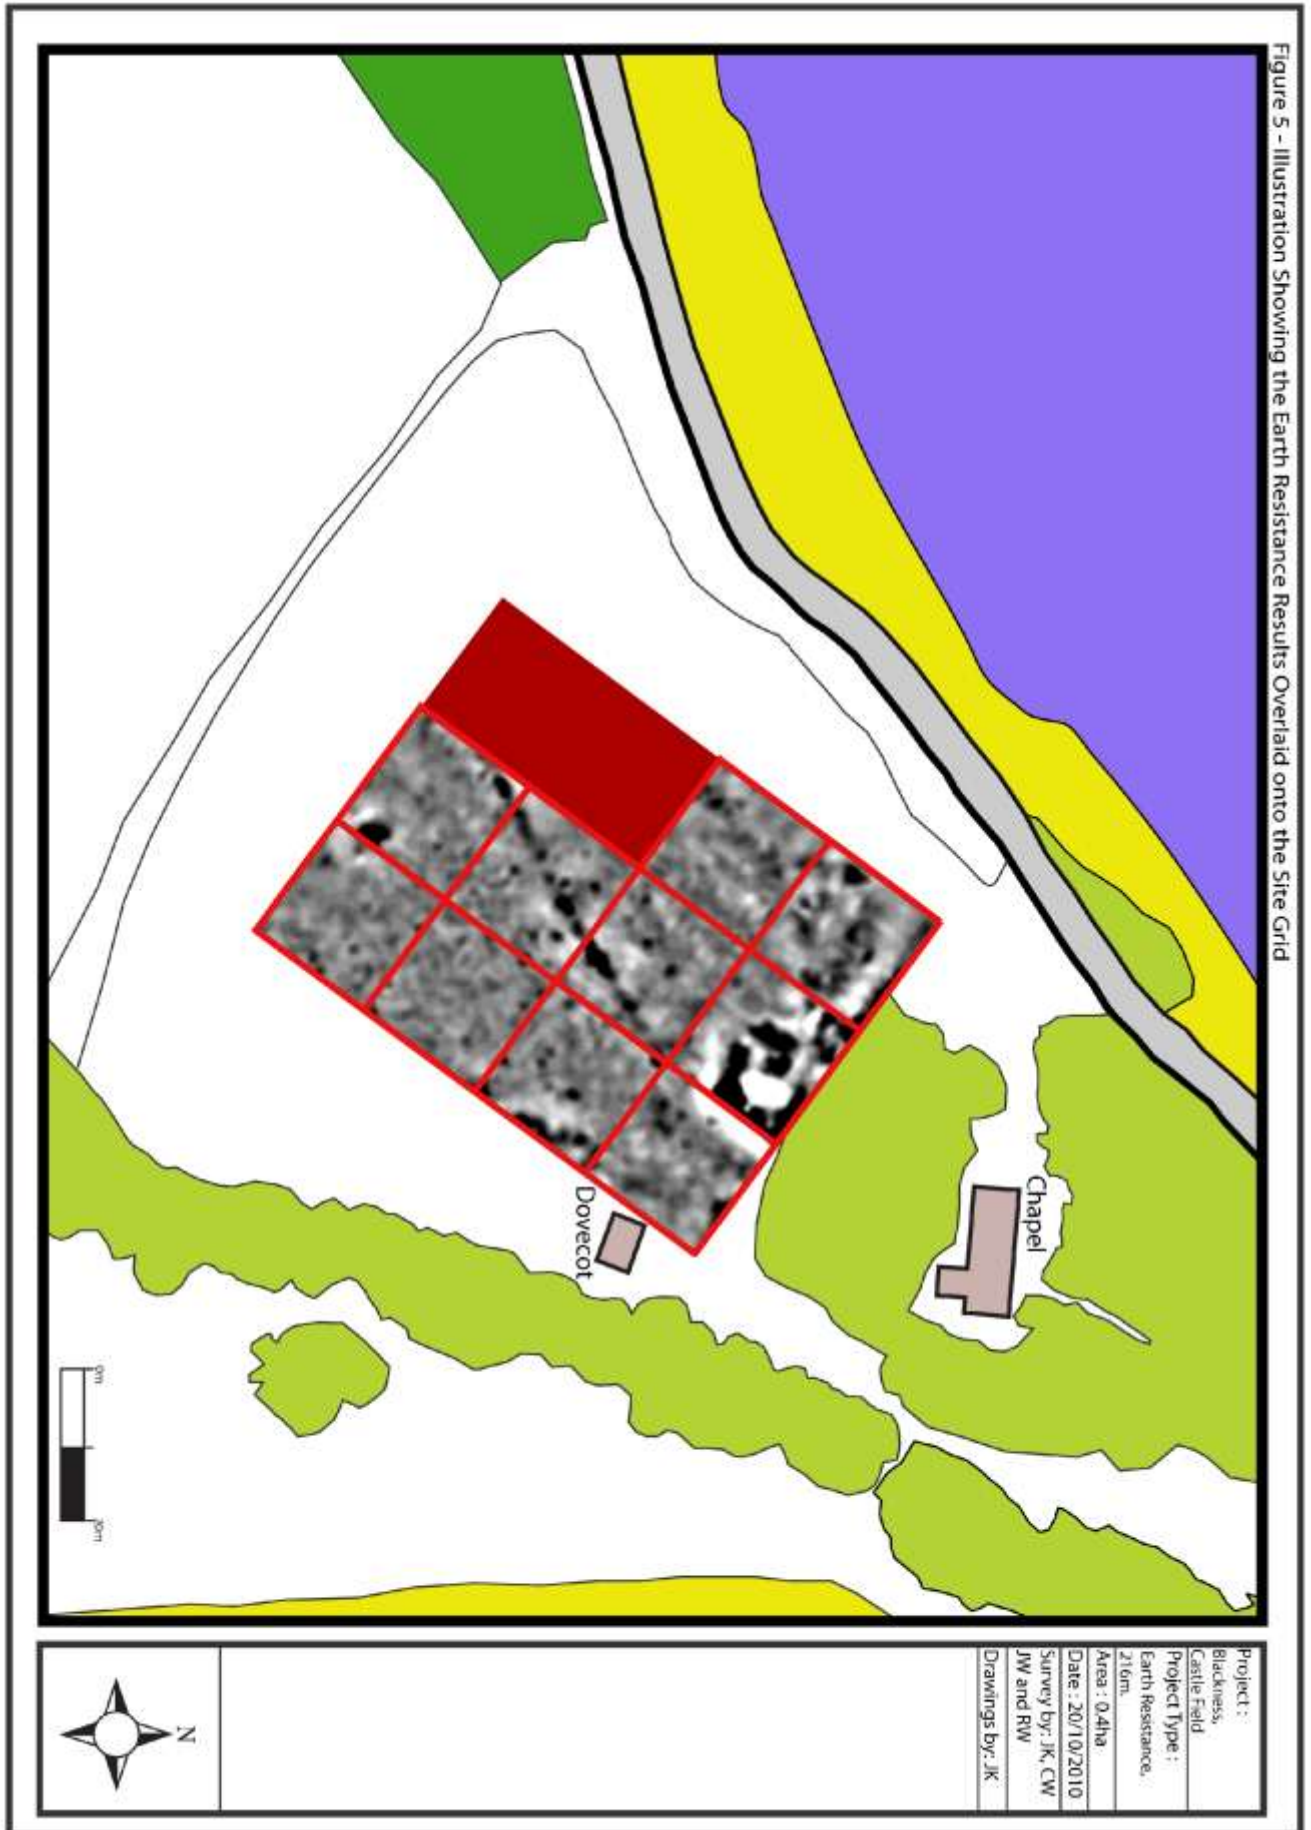 Figure 5 - Illustration Showing the Earth Resistance Results Overlaid onto the Site Grid
Chapel
Dovecot
0m
20m
Project :
Blackness,
Castle Field
Project Type :
Earth Resistance,
216m.
Area : 0.4ha
Date : 20/10/2010
Survey by: JK, CW
JW and RW
Drawings by: JK
N